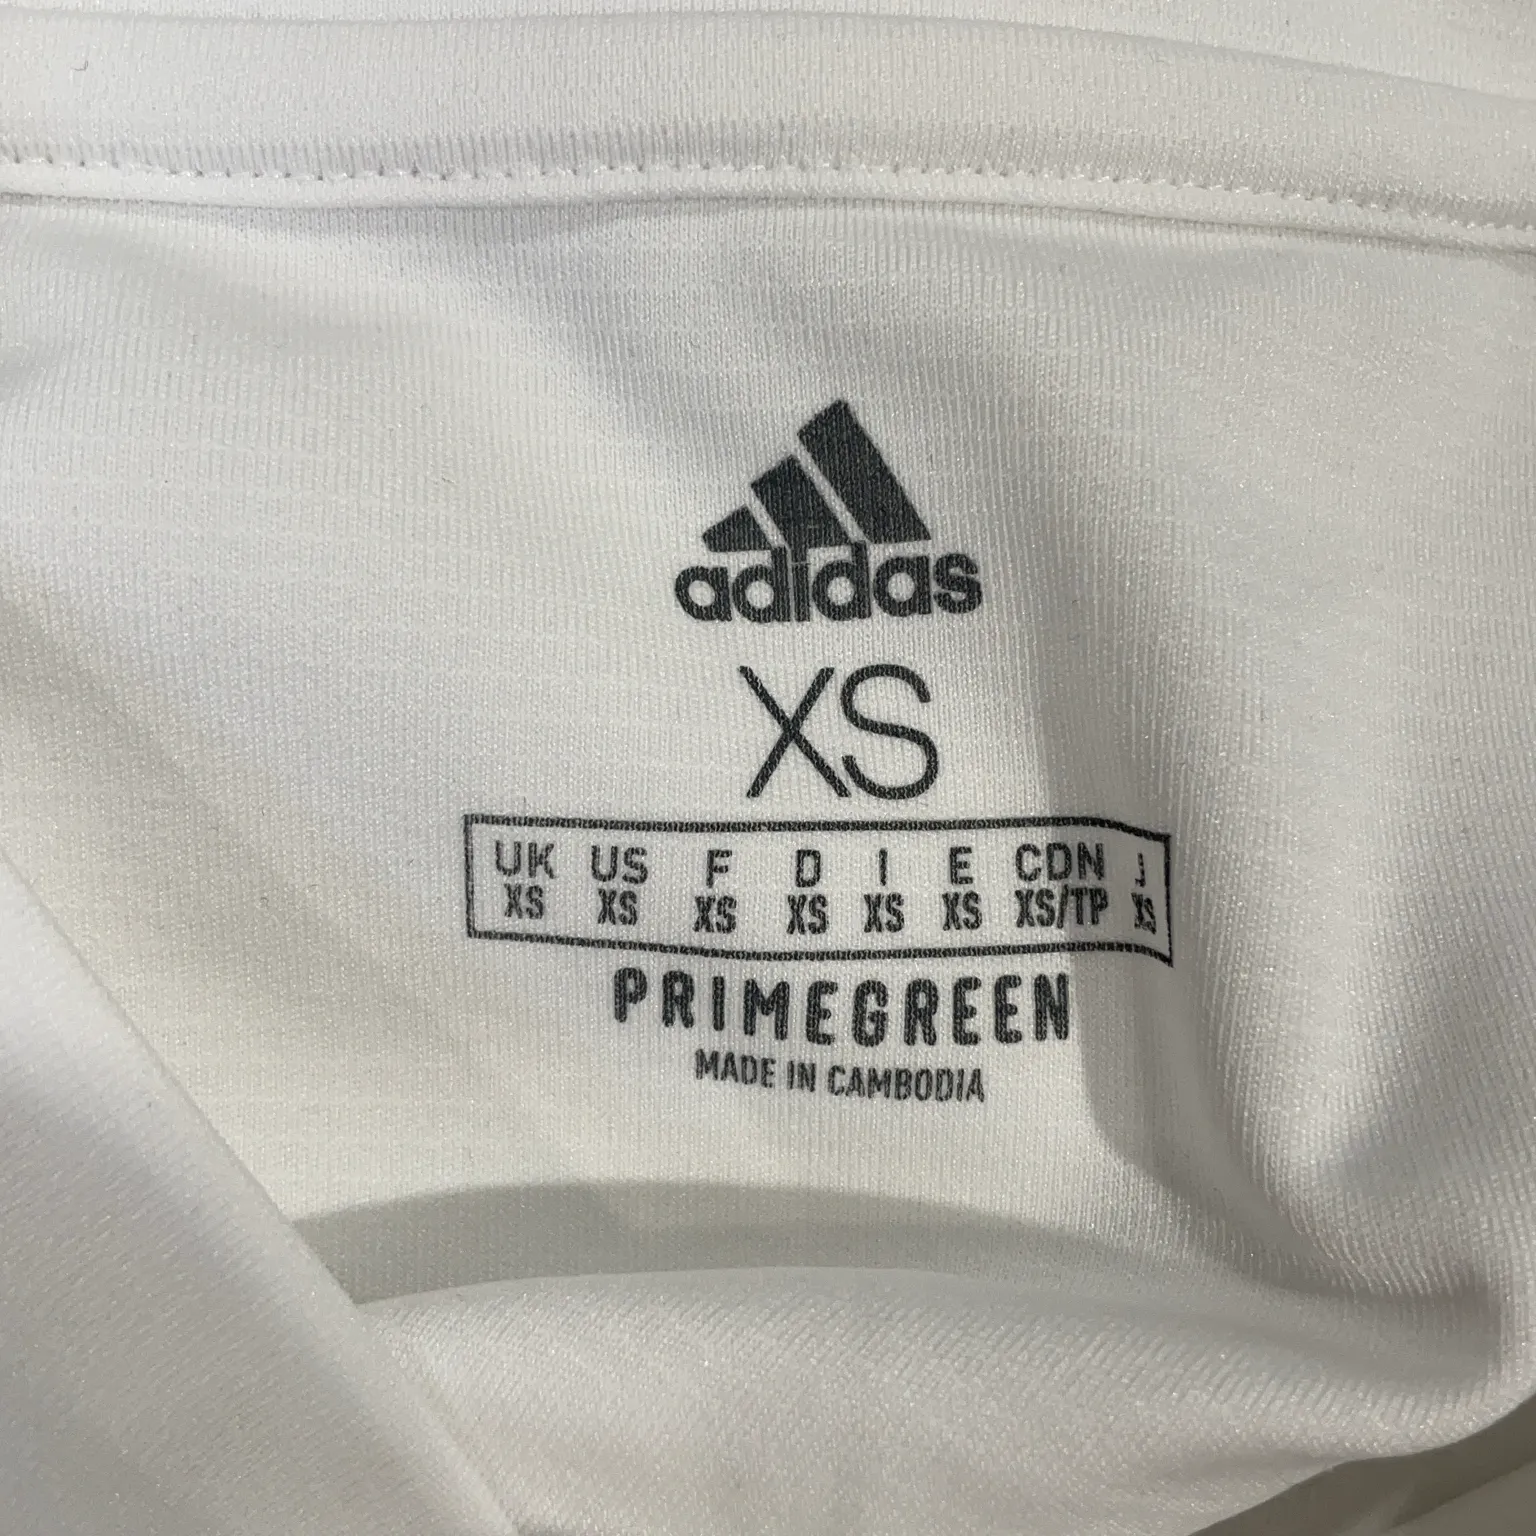 adidas
XS
UK US F D I E CDN J
XS XS XS XS XS XS XS/TP XS
PRIMEGREEN
MADE IN CAMBODIA